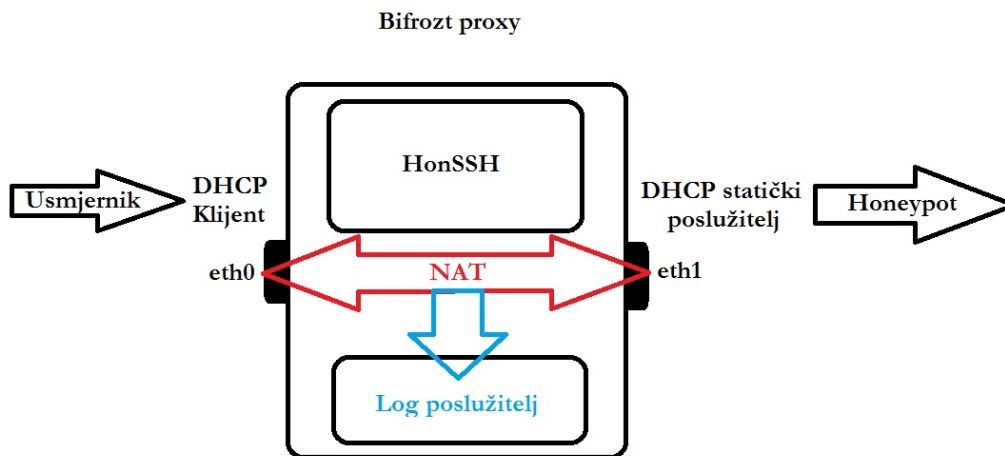 Bifrozt proxy
HonSSH
Usmjernik
DHCP
Klijent
DHCP statički
poslužitelj
Honeypot
eth0
NAT
eth1
Log poslužitelj